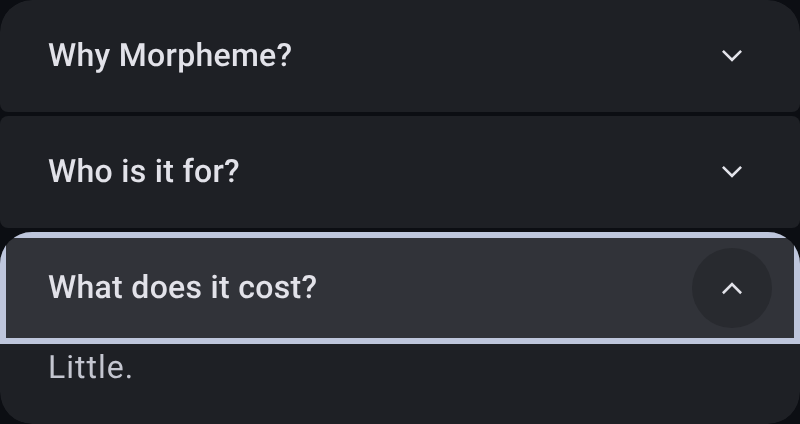 Why Morpheme?
Who is it for?
What does it cost?
Little.